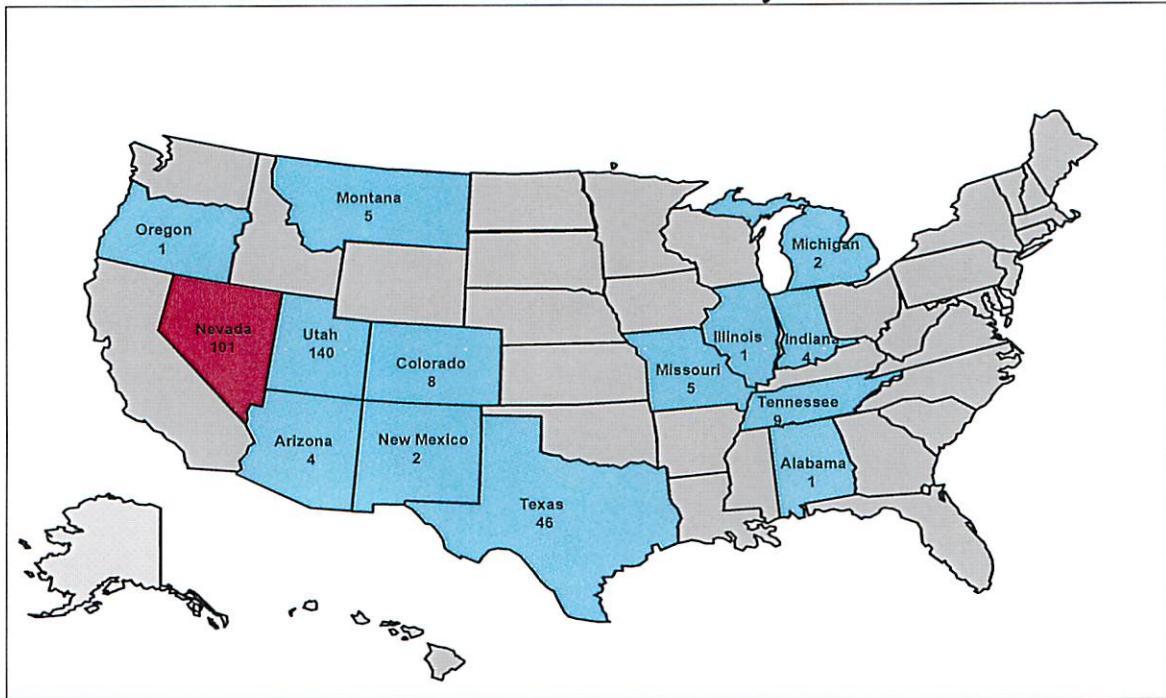 Montana
5
Oregon
1
Michigan
2
Nevada
101
Utah
140
Illinois
1
Indiana
4
Colorado
8
Missouri
5
Tennessee
9
Arizona
4
New Mexico
2
Alabama
1
Texas
46